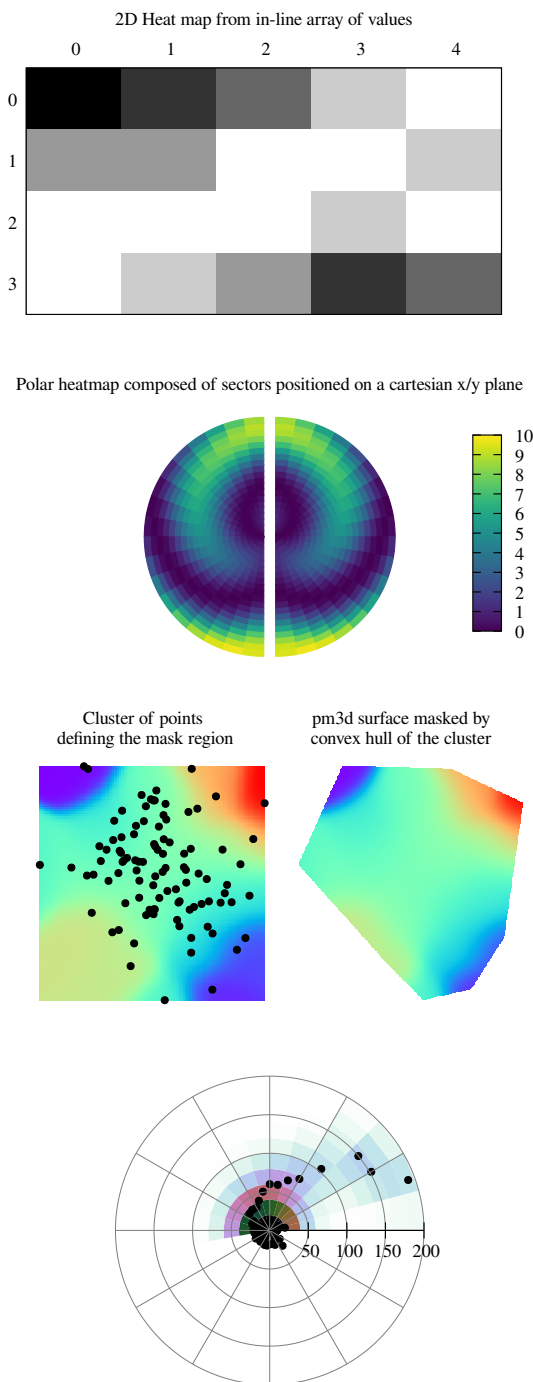 2D Heat map from in-line array of values
0 1 2 3 4
0
1
2
3
Polar heatmap composed of sectors positioned on a cartesian x/y plane
10
9
8
7
6
5
4
3
2
1
0
Cluster of points
defining the mask region
pm3d surface masked by
convex hull of the cluster
50 100 150 200